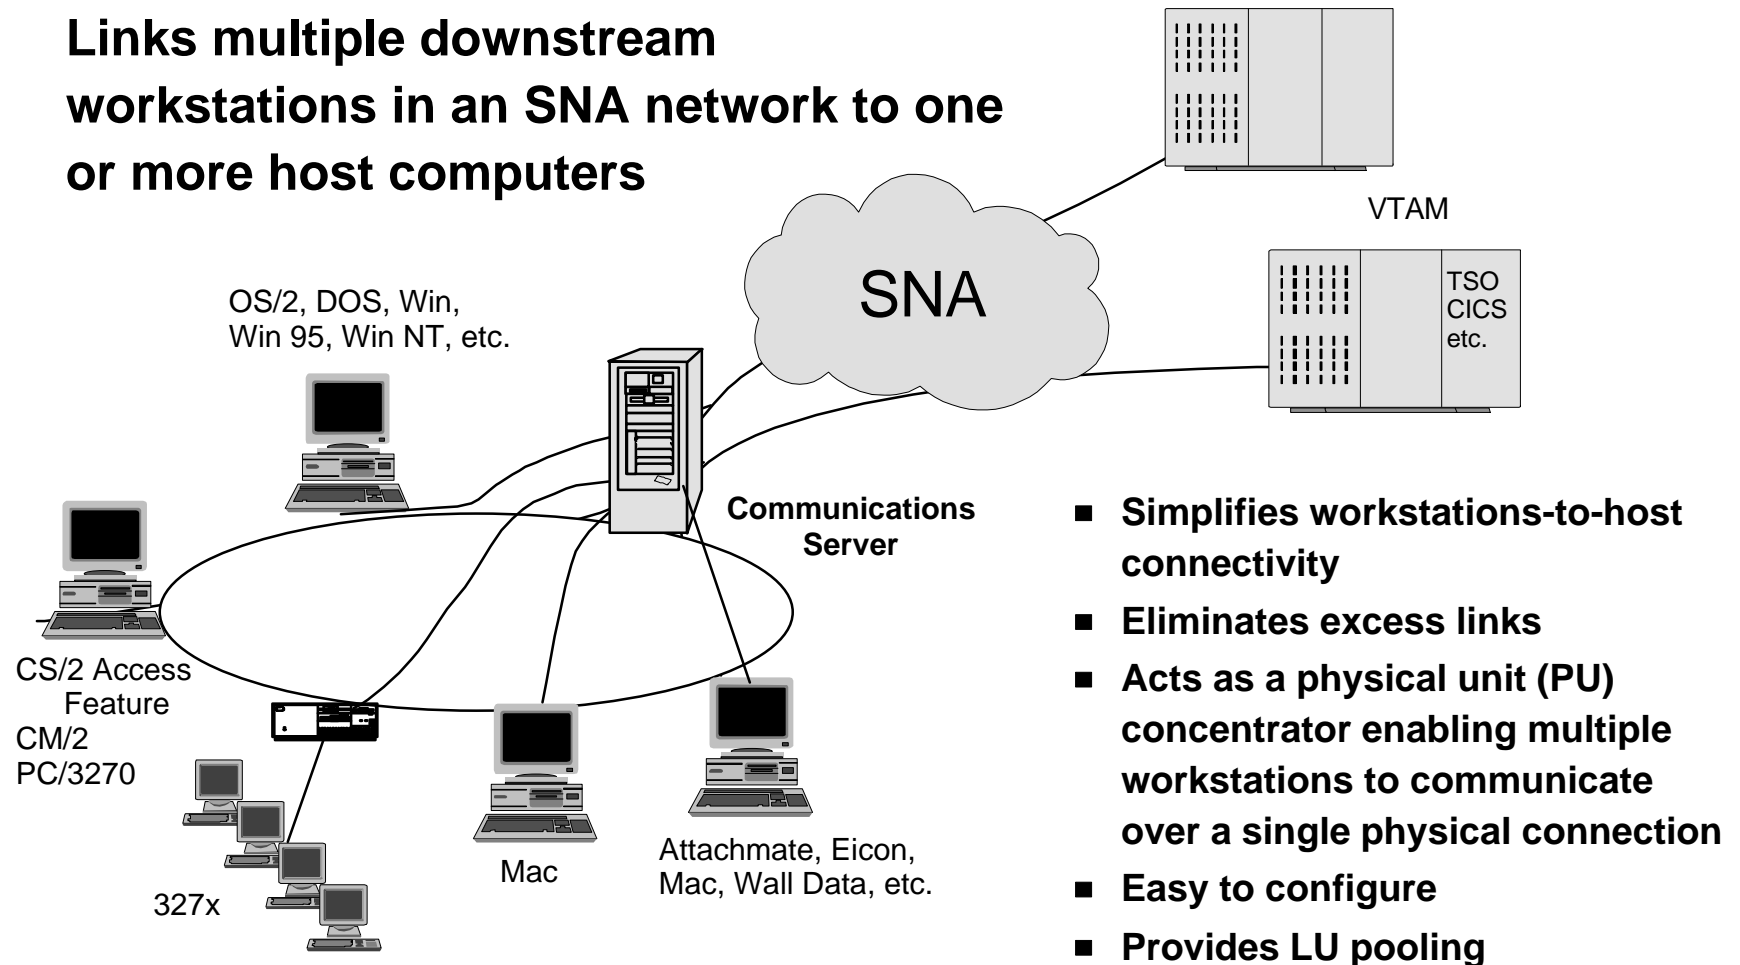 Links multiple downstream
workstations in an SNA network to one
or more host computers
VTAM
SNA
TSO
CICS
etc.
OS/2, DOS, Win,
Win 95, Win NT, etc.
Communications
Server
CS/2 Access
Feature
CM/2
PC/3270
327x
Mac
Attachmate, Eicon,
Mac, Wall Data, etc.
■ Simplifies workstations-to-host
connectivity
■ Eliminates excess links
■ Acts as a physical unit (PU)
concentrator enabling multiple
workstations to communicate
over a single physical connection
■ Easy to configure
■ Provides LU pooling